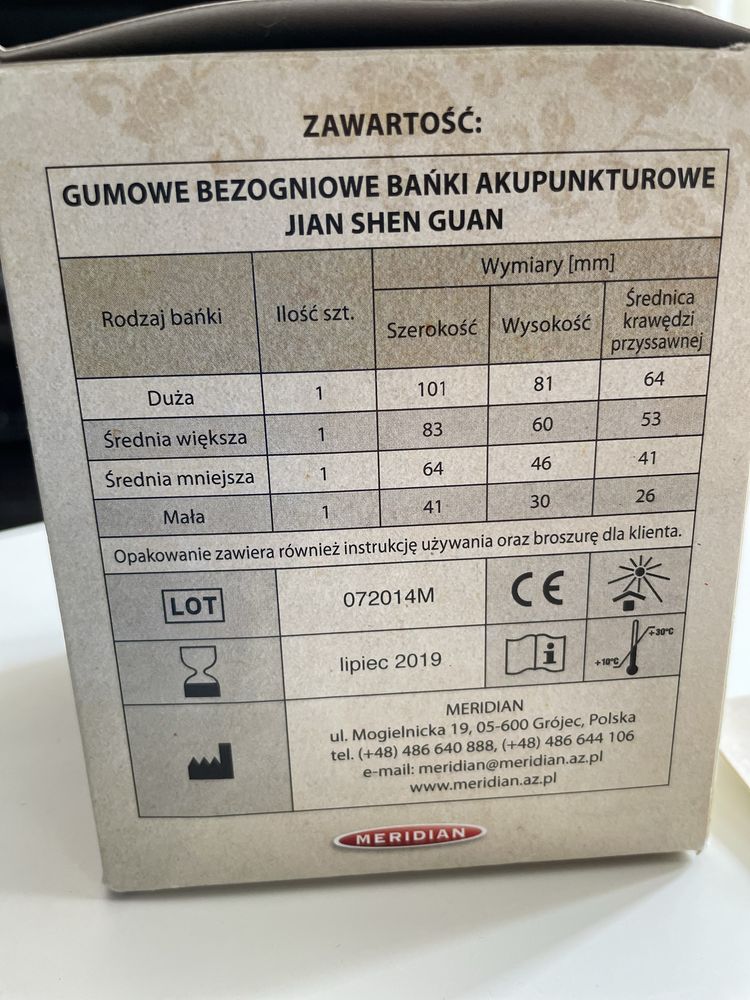 ZAWARTOŚĆ:
GUMOWE BEZOGNIOWE BAŃKI AKUPUNKTUROWE
JIAN SHEN GUAN
Rodzaj bańki
Ilość szt.
Wymiary [mm]
Szerokość
Wysokość
Średnica
krawędzi
przyssawnej
Duża 1 101 81 64
Średnia większa 1 83 60 53
Średnia mniejsza 1 64 46 41
Mała 1 41 30 26
Opakowanie zawiera również instrukcję używania oraz broszurę dla klienta.
LOT 072014M CE
lipiec 2019 i +10°C +30°C
MERIDIAN
ul. Mogielnicka 19, 05-600 Grójec, Polska
tel. (+48) 486 640 888, (+48) 486 644 106
e-mail: meridian@meridian.az.pl
www.meridian.az.pl
MERIDIAN